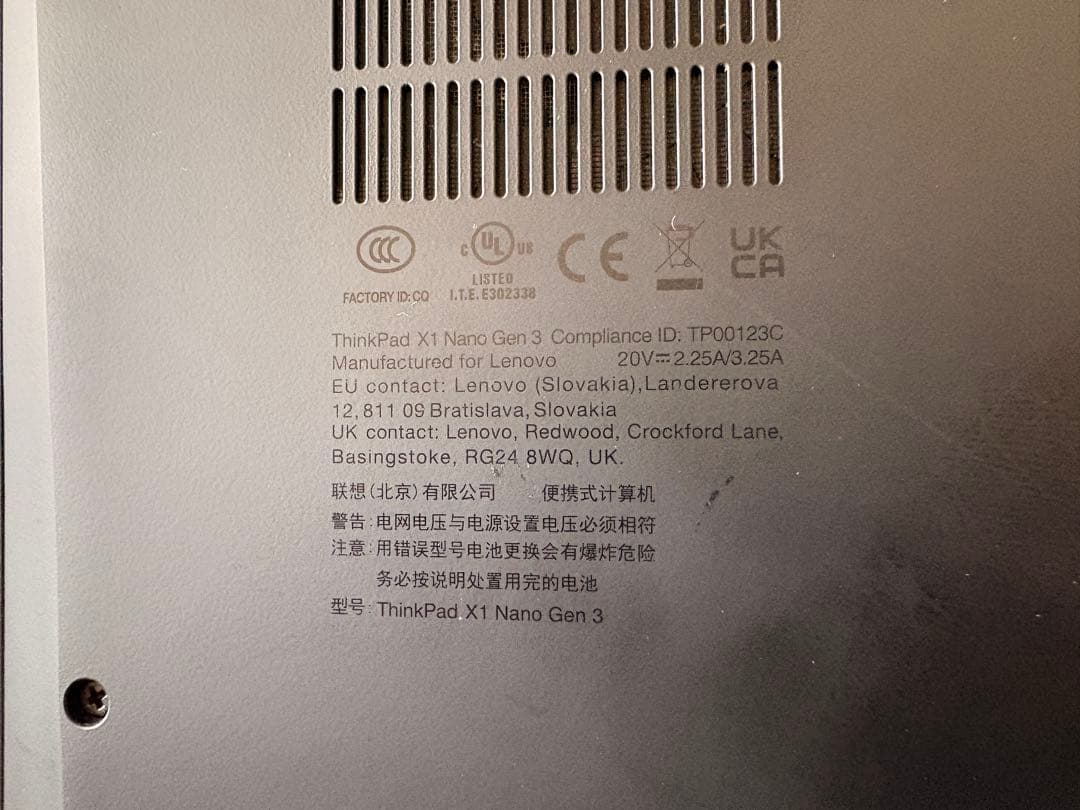 CCC
C UL US
LISTED
I.T.E. E302338
FACTORY ID: CQ
CE
UK
CA
ThinkPad X1 Nano Gen 3 Compliance ID: TP00123C
Manufactured for Lenovo 20V⎓2.25A/3.25A
EU contact: Lenovo (Slovakia),Landererova
12, 811 09 Bratislava, Slovakia
UK contact: Lenovo, Redwood, Crockford Lane,
Basingstoke, RG24 8WQ, UK.
联想(北京)有限公司 便携式计算机
警告:电网电压与电源设置电压必须相符
注意:用错误型号电池更换会有爆炸危险
务必按说明处置用完的电池
型号: ThinkPad X1 Nano Gen 3